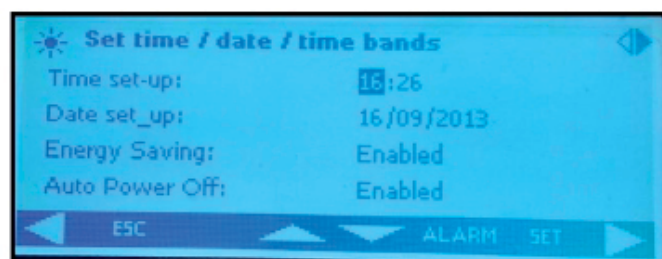 Set time / date / time bands
Time set-up: 16:26
Date set_up: 16/09/2013
Energy Saving: Enabled
Auto Power Off: Enabled
ESC ALARM SET